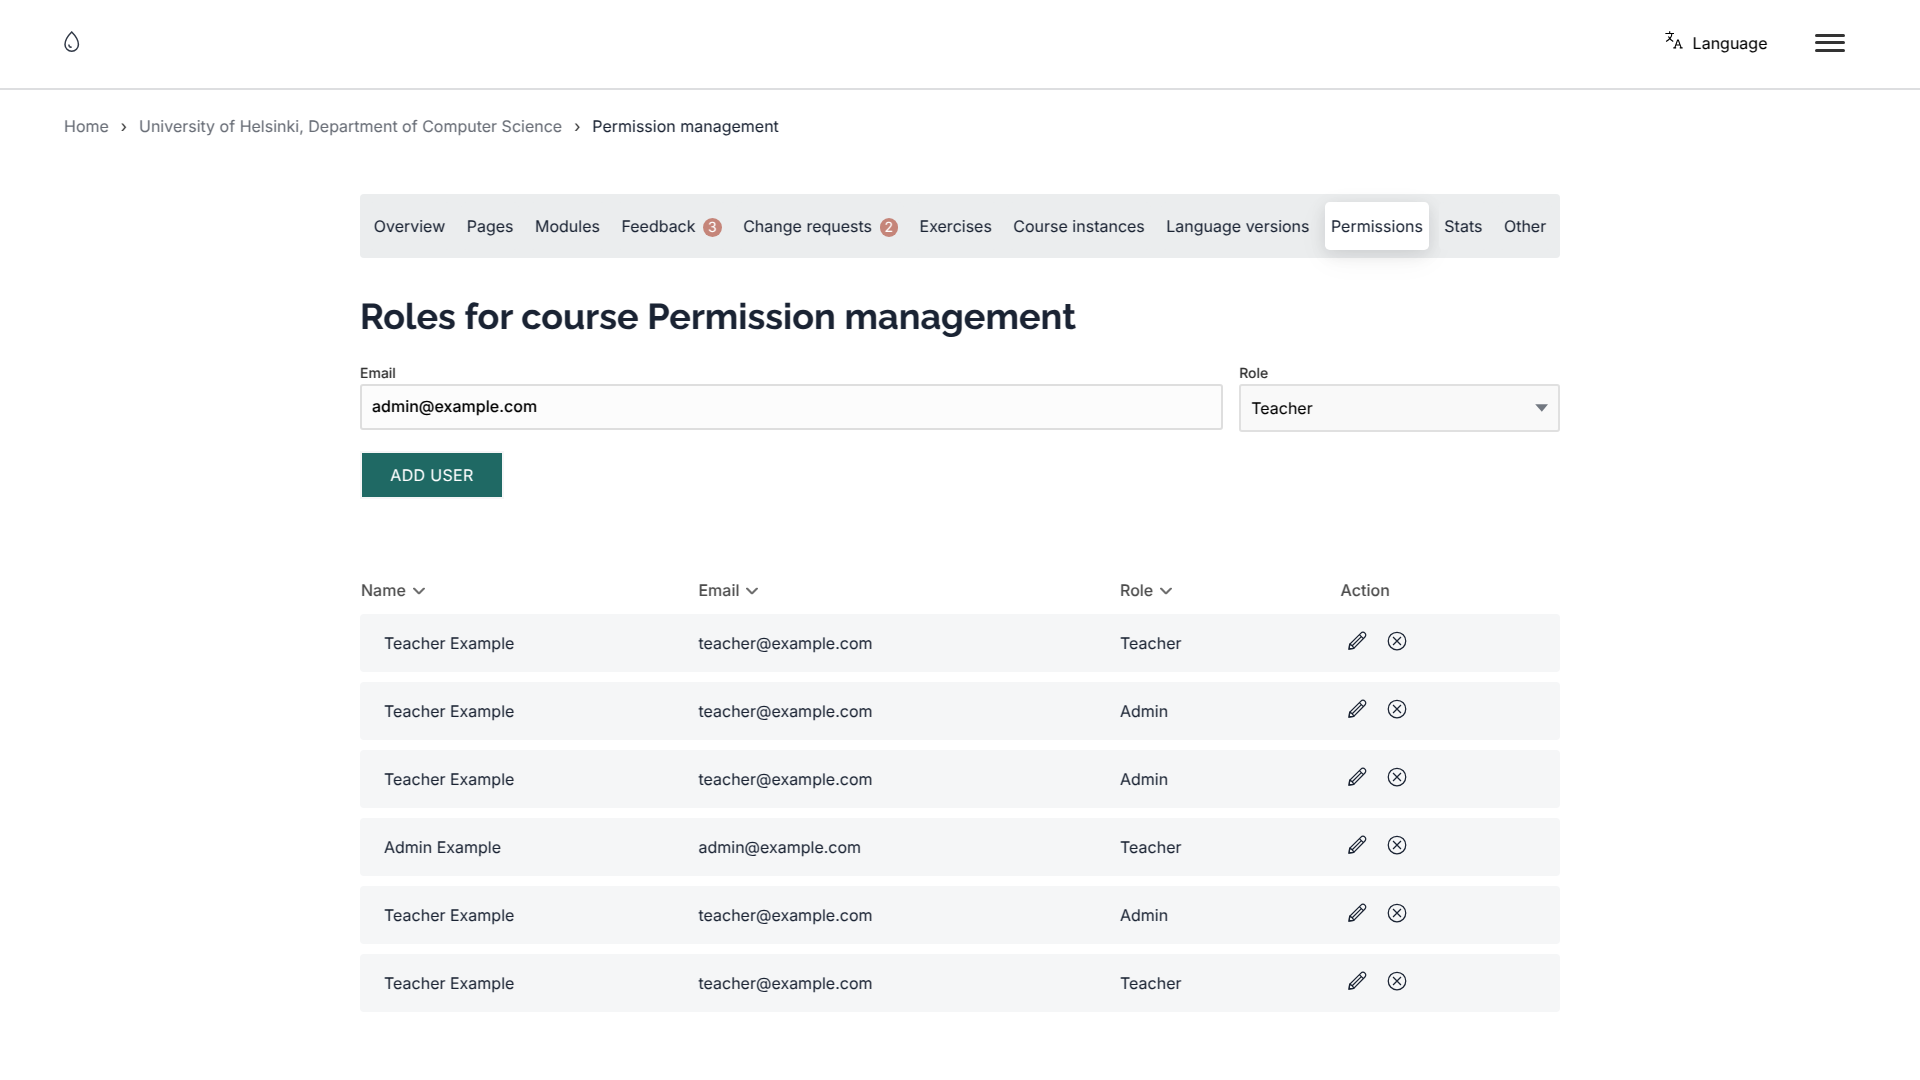 Language
Home › University of Helsinki, Department of Computer Science › Permission management
Overview Pages Modules Feedback 3 Change requests 2 Exercises Course instances Language versions Permissions Stats Other
Roles for course Permission management
Email Role
admin@example.com Teacher
ADD USER
Name Email Role Action
Teacher Example teacher@example.com Teacher
Teacher Example teacher@example.com Admin
Teacher Example teacher@example.com Admin
Admin Example admin@example.com Teacher
Teacher Example teacher@example.com Admin
Teacher Example teacher@example.com Teacher